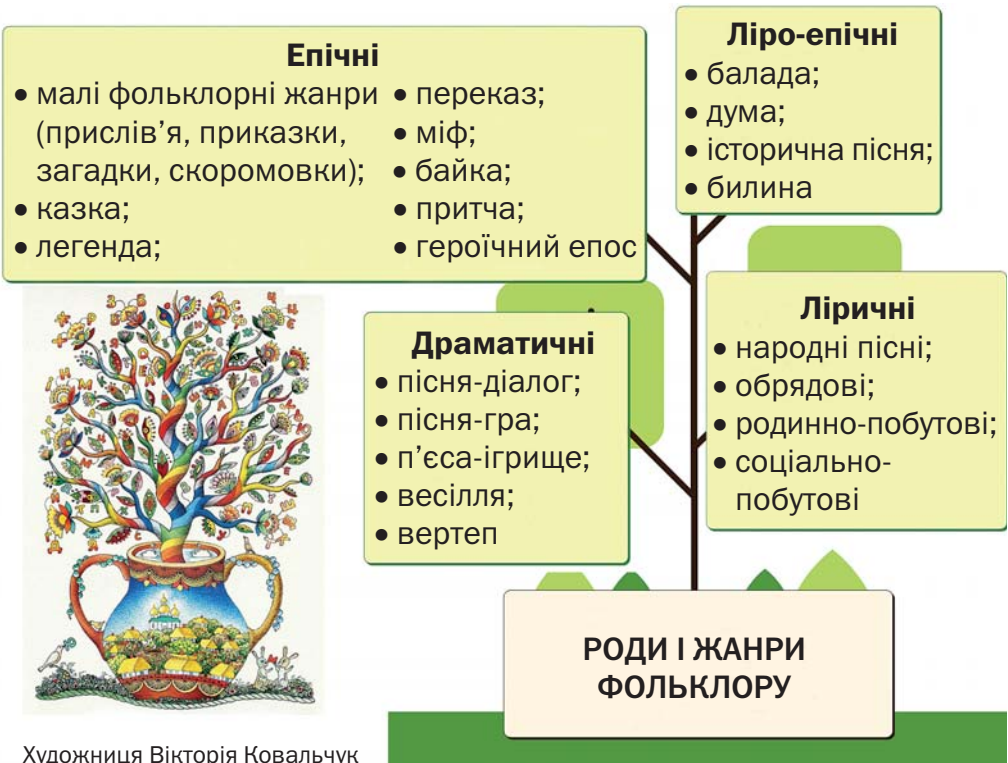 Епічні
• малі фольклорні жанри
(прислів’я, приказки,
загадки, скоромовки);
• казка;
• легенда;
• переказ;
• міф;
• байка;
• притча;
• героїчний епос
Ліро-епічні
• балада;
• дума;
• історична пісня;
• билина
Драматичні
• пісня-діалог;
• пісня-гра;
• п’єса-ігрище;
• весілля;
• вертеп
Ліричні
• народні пісні;
• обрядові;
• родинно-побутові;
• соціально-
побутові
РОДИ І ЖАНРИ
ФОЛЬКЛОРУ
Художниця Вікторія Ковальчук